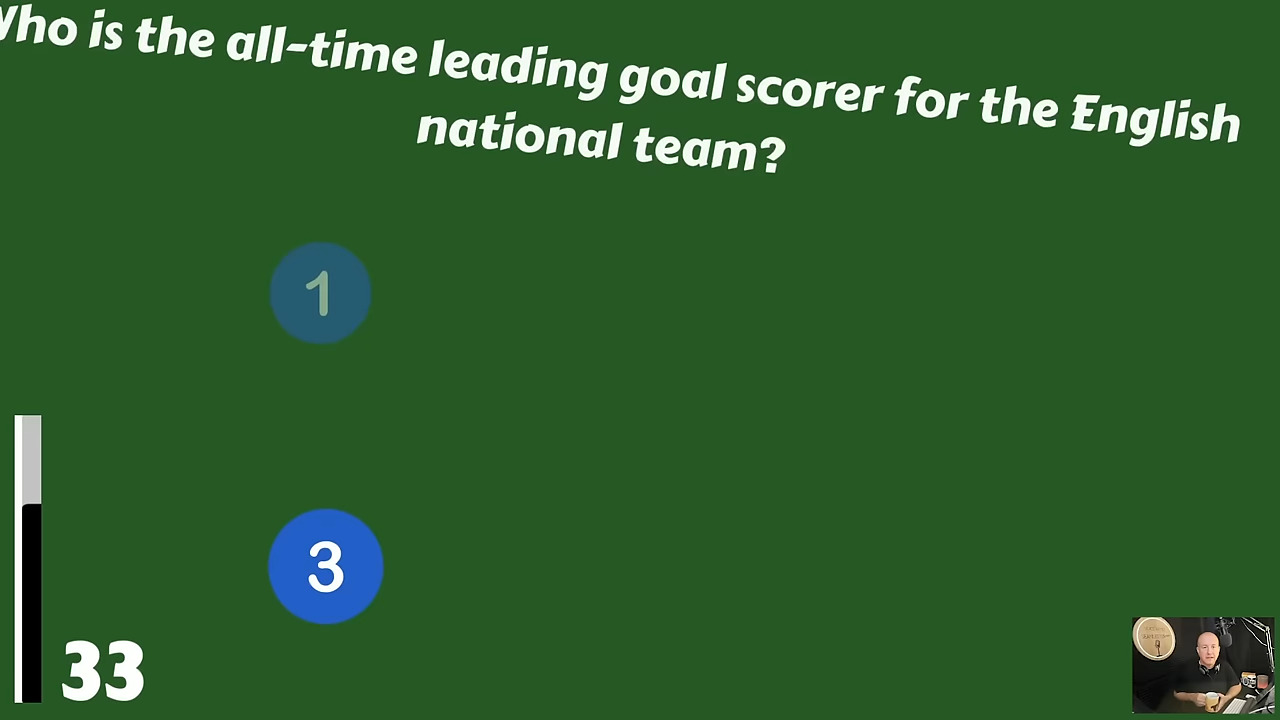 Who is the all-time leading goal scorer for the English
national team?
1
3
33